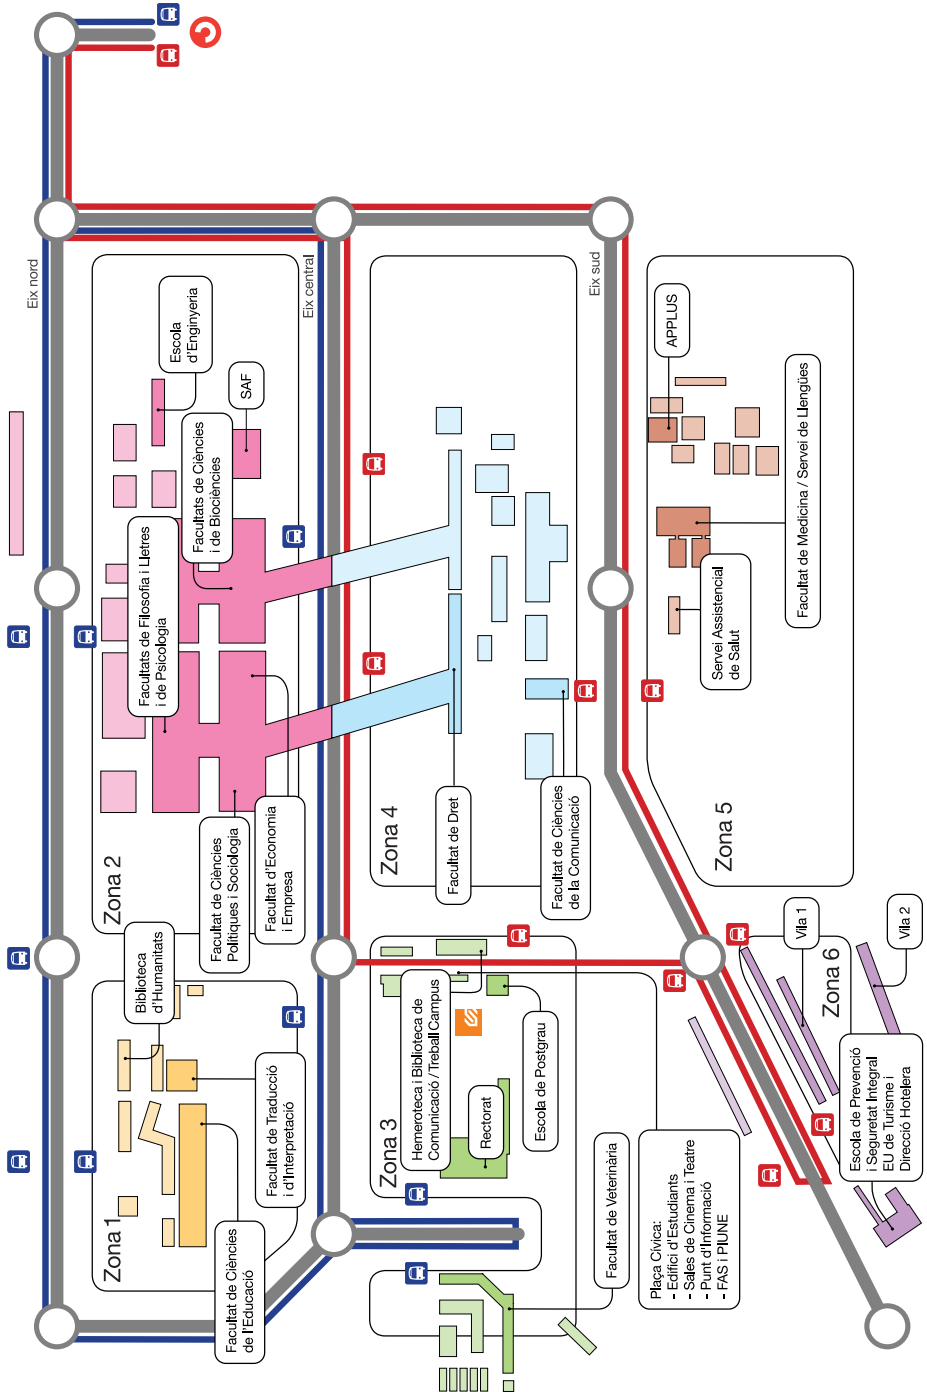 Eix nord
Eix central
Eix sud
Zona 1
Biblioteca
d'Humanitats
Facultat de Traducció
i d'Interpretació
Facultat de Ciències
de l'Educació
Zona 2
Escola
d'Enginyeria
SAF
Facultats de Ciències
i de Biociències
Facultats de Filosofia i Lletres
i de Psicologia
Facultat de Ciències
Polítiques i Sociologia
Facultat d'Economia
i Empresa
Zona 3
Hemeroteca i Biblioteca de
Comunicació / Treball Campus
Rectorat
Escola de Postgrau
Facultat de Veterinària
Plaça Cívica:
- Edifici d'Estudiants
- Sales de Cinema i Teatre
- Punt d'Informació
- FAS i PIUNE
Zona 4
Facultat de Dret
Facultat de Ciències
de la Comunicació
Zona 5
APPLUS
Servei Assistencial
de Salut
Facultat de Medicina / Servei de Llengües
Zona 6
Vila 1
Vila 2
Escola de Prevenció
i Seguretat Integral
EU de Turisme i
Direcció Hotelera